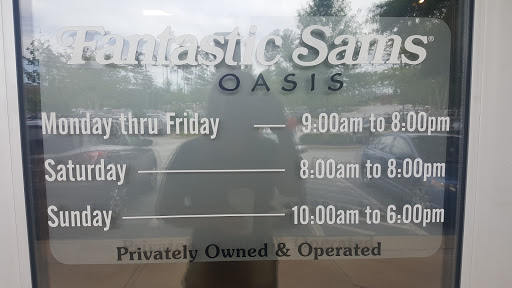 Fantastic Sams®
OASIS
Monday thru Friday 9:00am to 8:00pm
Saturday 8:00am to 8:00pm
Sunday 10:00am to 6:00pm
Privately Owned & Operated